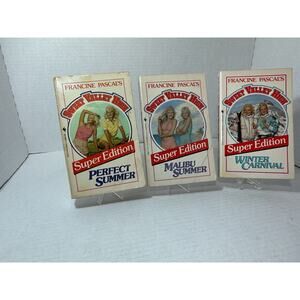 FRANCINE PASCAL'S
SWEET VALLEY HIGH
Super Edition
PERFECT
SUMMER
FRANCINE PASCAL'S
SWEET VALLEY HIGH
Super Edition
MALIBU
SUMMER
FRANCINE PASCAL'S
SWEET VALLEY HIGH
Super Edition
WINTER
CARNIVAL